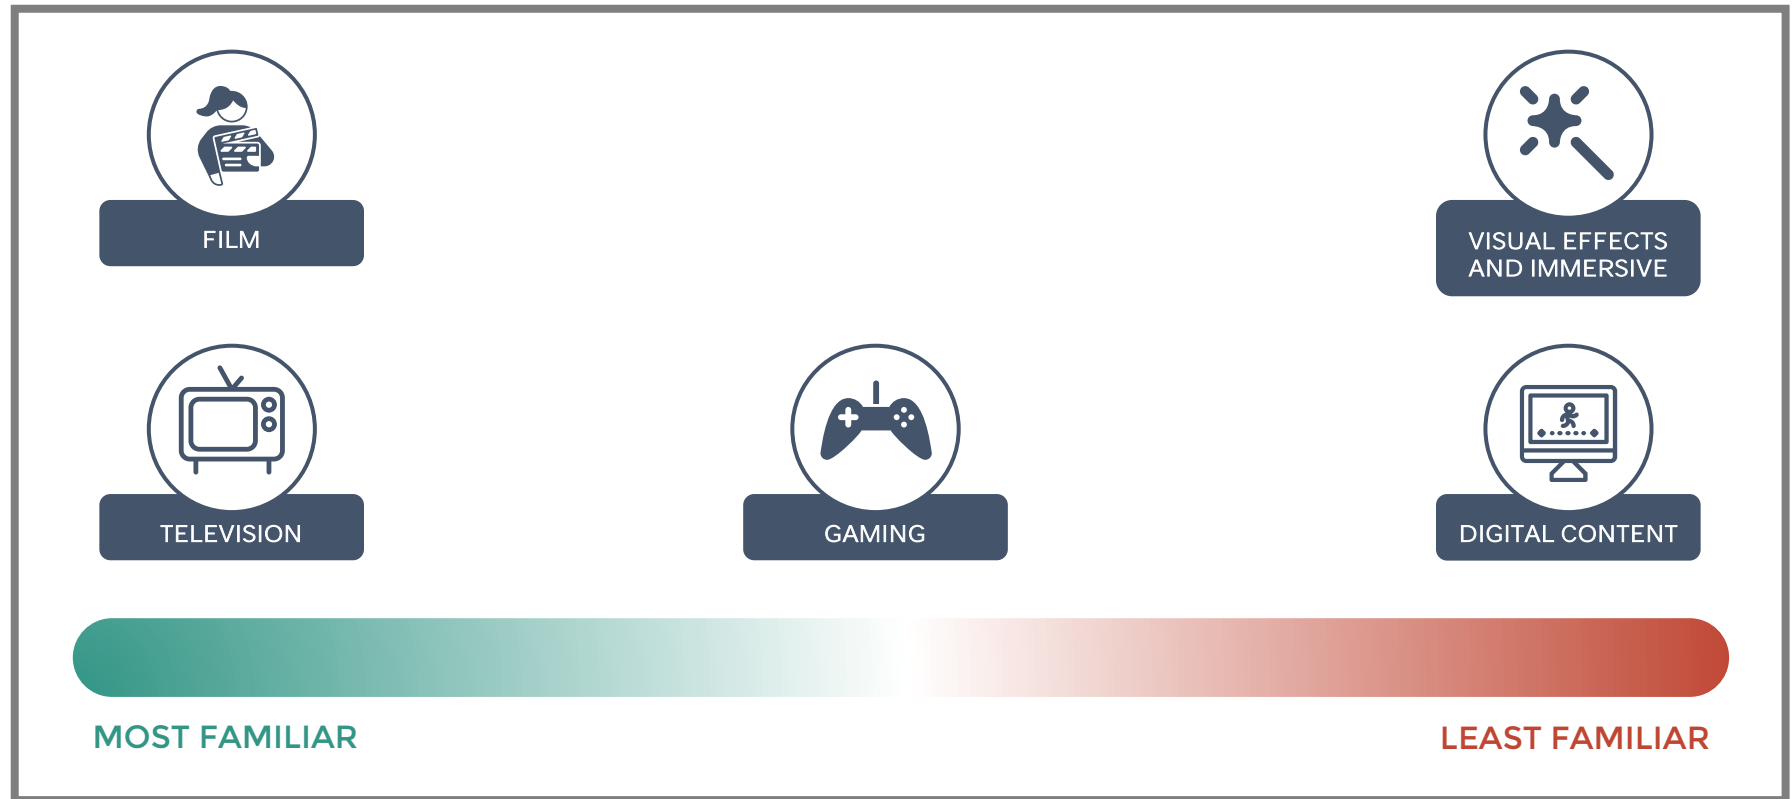 FILM
VISUAL EFFECTS
AND IMMERSIVE
TELEVISION
GAMING
DIGITAL CONTENT
MOST FAMILIAR
LEAST FAMILIAR